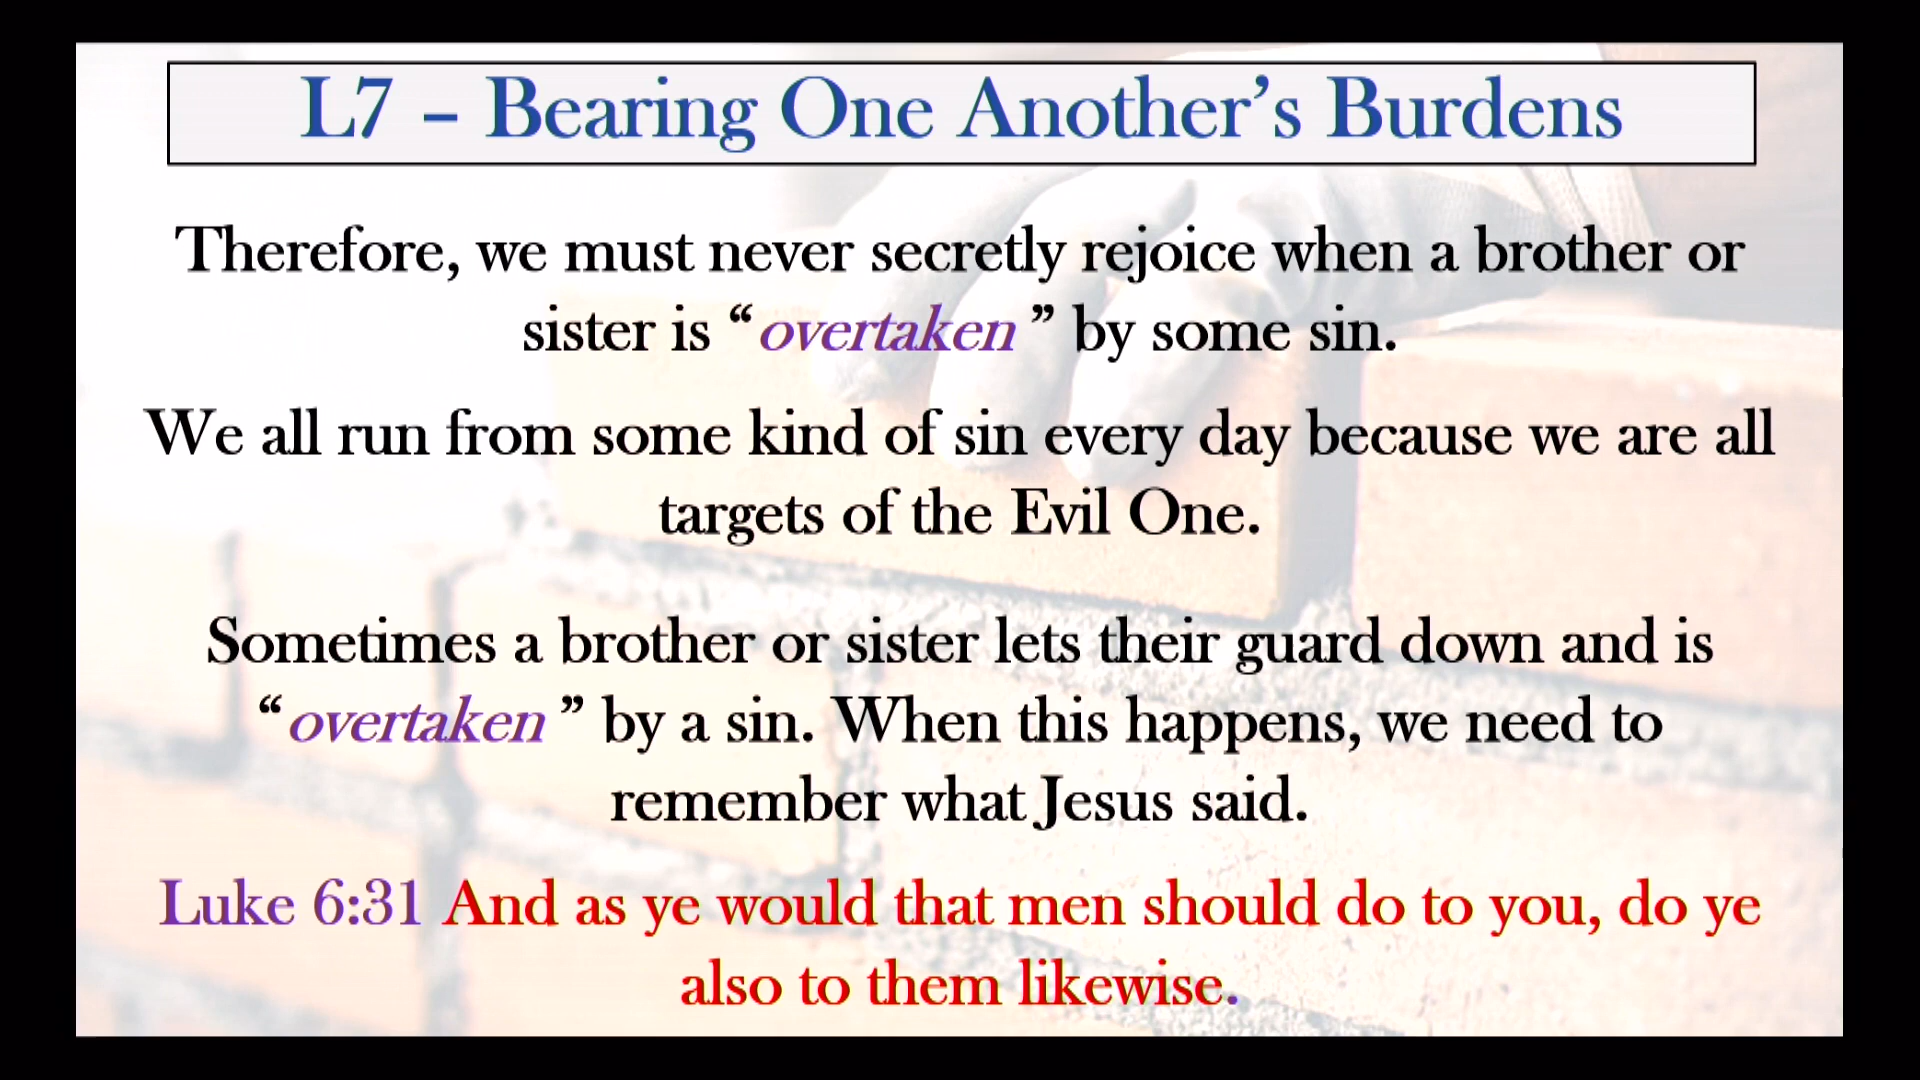 L7 – Bearing One Another’s Burdens
Therefore, we must never secretly rejoice when a brother or
sister is “overtaken ” by some sin.
We all run from some kind of sin every day because we are all
targets of the Evil One.
Sometimes a brother or sister lets their guard down and is
“overtaken ” by a sin. When this happens, we need to
remember what Jesus said.
Luke 6:31 And as ye would that men should do to you, do ye
also to them likewise.